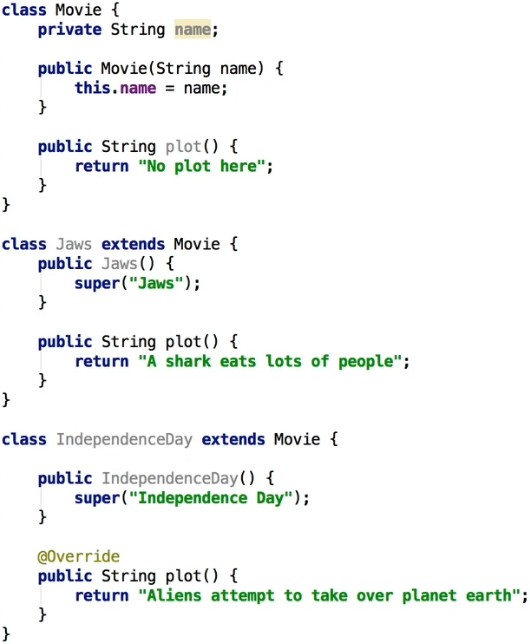 class Movie {
    private String name;
    public Movie(String name) {
        this.name = name;
    }
    public String plot() {
        return "No plot here";
    }
}
class Jaws extends Movie {
    public Jaws() {
        super("Jaws");
    }
    public String plot() {
        return "A shark eats lots of people";
    }
}
class IndependenceDay extends Movie {
    public IndependenceDay() {
        super("Independence Day");
    }
    @Override
    public String plot() {
        return "Aliens attempt to take over planet earth";
    }
}